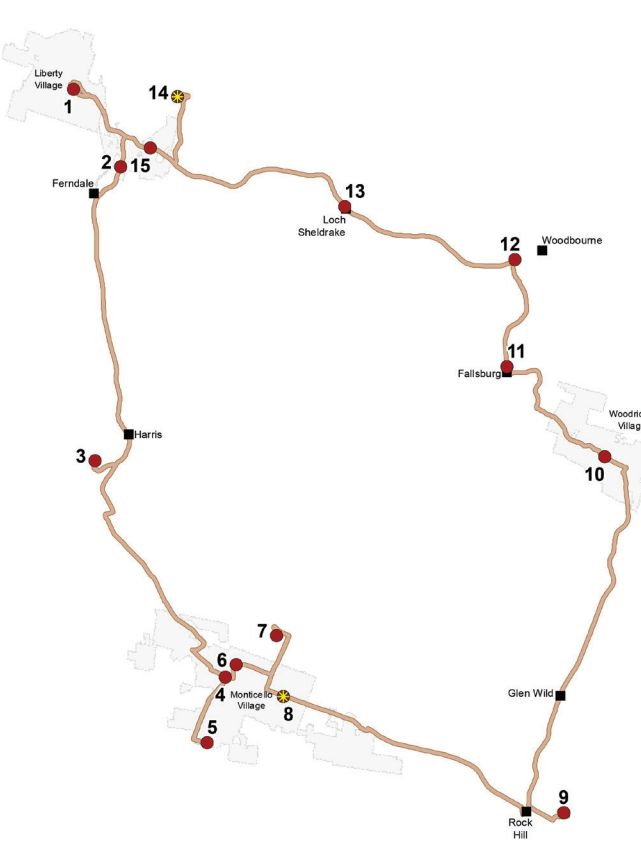 Liberty
Village
1
14
2
15
Ferndale
13
Loch
Sheldrake
12
Woodbourne
11
Fallsburg
10
Harris
3
7
6
4
Monticello
Village
8
5
Glen Wild
9
Rock
Hill